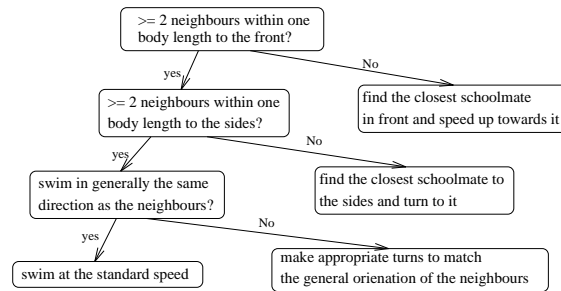 >= 2 neighbours within one
body length to the front?
yes
No
>= 2 neighbours within one
body length to the sides?
find the closest schoolmate
in front and speed up towards it
yes
No
swim in generally the same
direction as the neighbours?
find the closest schoolmate to
the sides and turn to it
yes
No
swim at the standard speed
make appropriate turns to match
the general orienation of the neighbours